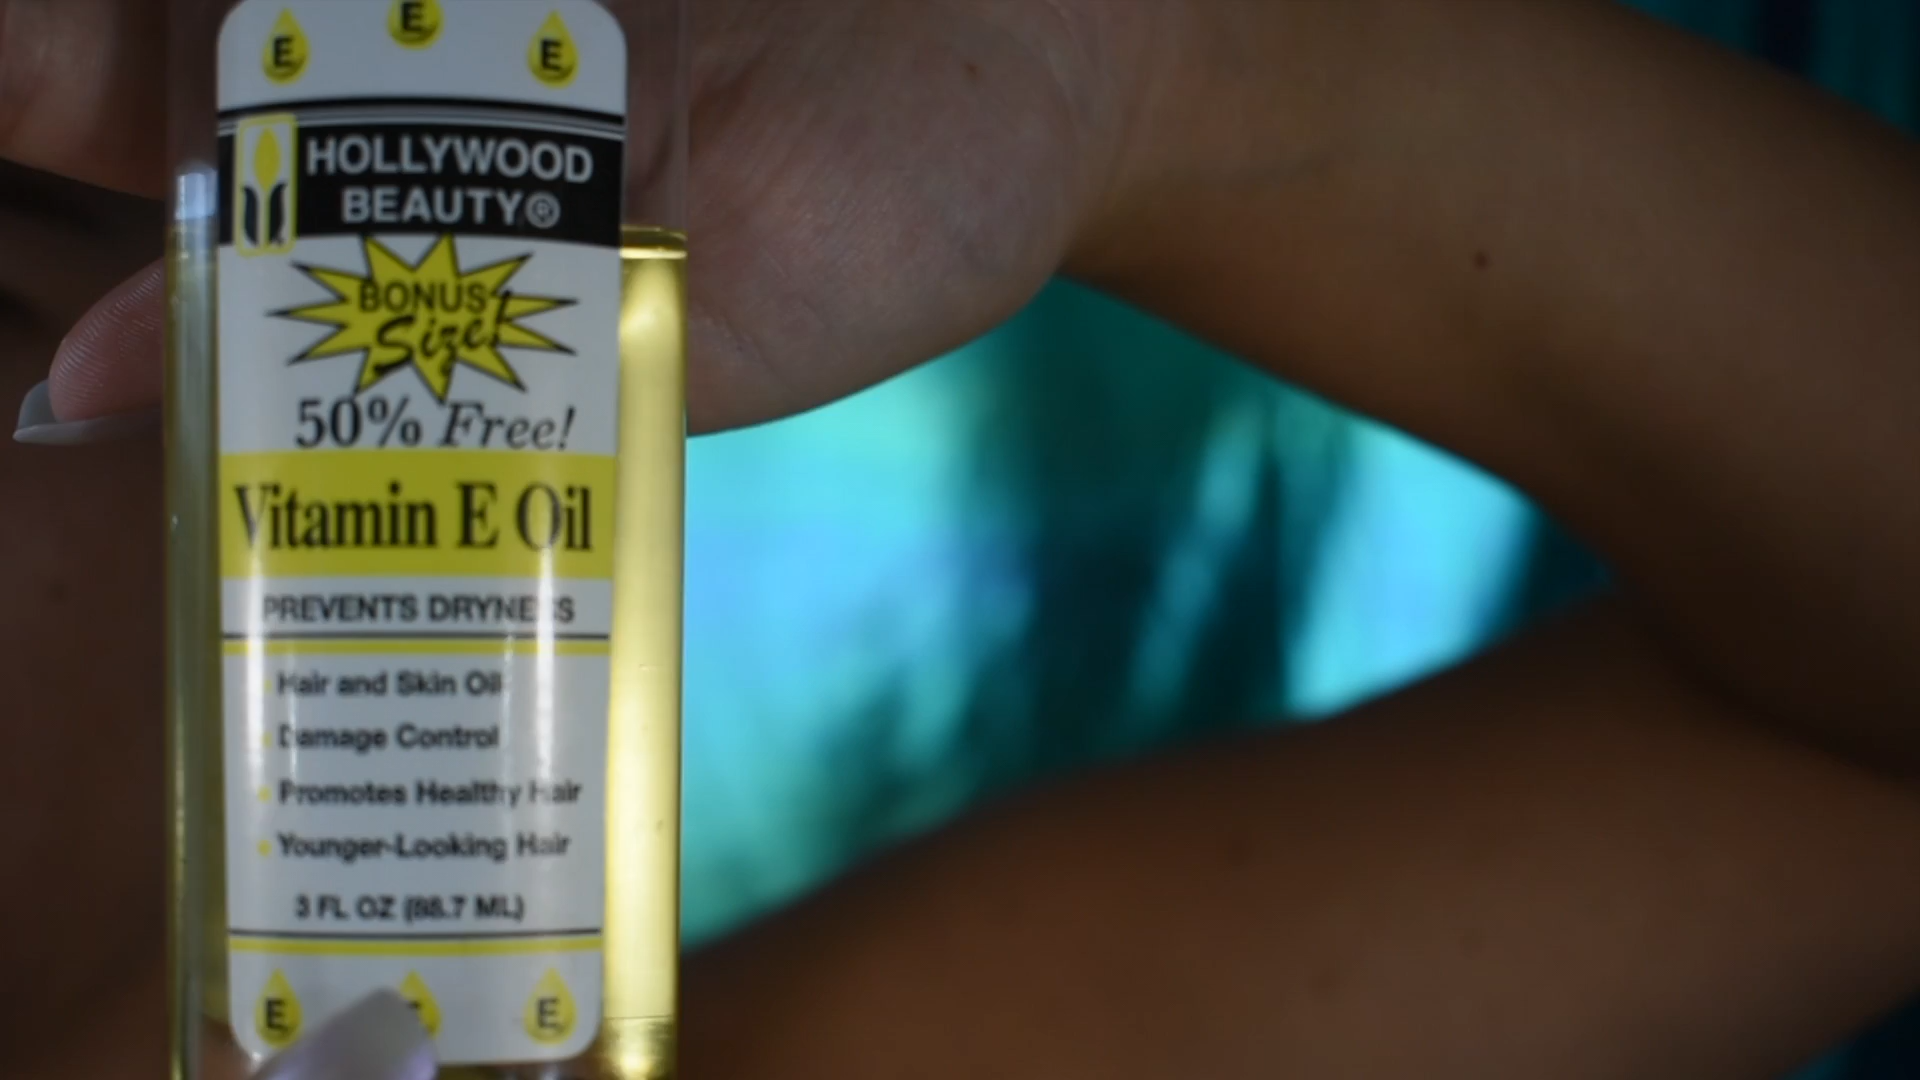 E E E
HOLLYWOOD
BEAUTY®
BONUS
Size!
50% Free!
Vitamin E Oil
PREVENTS DRYNESS
Hair and Skin Oil
Damage Control
Promotes Healthy Hair
Younger-Looking Hair
3 FL OZ (88.7 ML)
E E E